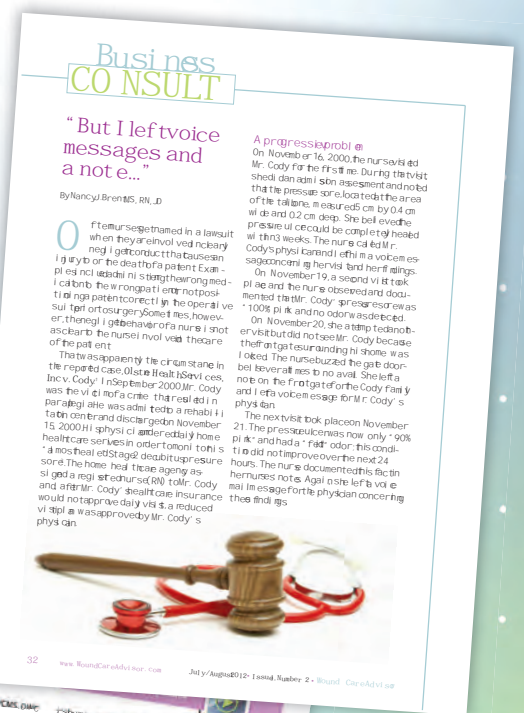 Business
CONSULT
"But I left voice
messages and
a note..."
By Nancy J. Brent, MS, RN, JD
Often nurses get named in a lawsuit
when they are involved in clearly
negligent conduct that causes an
injury to or the death of a patient. Exam-
ples include administering the wrong med-
ication to the wrong patient or not posi-
tioning a patient correctly in the operative
suite prior to surgery. Sometimes, howev-
er, the negligent behavior of a nurse is not
as clear to the nurse involved in the care
of the patient.
That was apparently the circumstance in
the reported case, Olsten Health Services,
Inc v. Cody.¹ In September 2000, Mr. Cody
was the victim of a crime that resulted in
paraplegia. He was admitted to a rehabili-
tation center and discharged on November
15, 2000. His physician ordered daily home
healthcare services in order to monitor his
"almost healed Stage 2 decubitus pressure
sore." The home healthcare agency as-
signed a registered nurse (RN) to Mr. Cody
and, after Mr. Cody's healthcare insurance
would not approve daily visits, a reduced
visit plan was approved by Mr. Cody's
physician.
A progressive problem
On November 16, 2000, the nurse visited
Mr. Cody for the first time. During that visit
she did an admission assessment and noted
that the pressure sore, located at the area
of the tailbone, measured 5 cm by 0.4 cm
wide and 0.2 cm deep. She believed the
pressure ulcer could be completely healed
within 3 weeks. The nurse called Mr.
Cody's physician and left him a voice mes-
sage concerning her visit and her findings.
On November 19, a second visit took
place and the nurse observed and docu-
mented that Mr. Cody's pressure sore was
"100% pink and no odor was detected."
On November 20, she attempted anoth-
er visit but did not see Mr. Cody because
the front gate surrounding his home was
locked. The nurse buzzed the gate door-
bell several times to no avail. She left a
note on the front gate for the Cody family
and left a voice message for Mr. Cody's
physician.
The next visit took place on November
21. The pressure ulcer was now only "90%
pink" and had a "fetid" odor; this condi-
tion did not improve over the next 24
hours. The nurse documented this fact in
her nurses notes. Again, she left a voice
mail message for the physician concerning
these findings.
32
www.WoundCareAdvisor.com
July/August 2012 • Issue 1, Number 2 • Wound Care Advisor